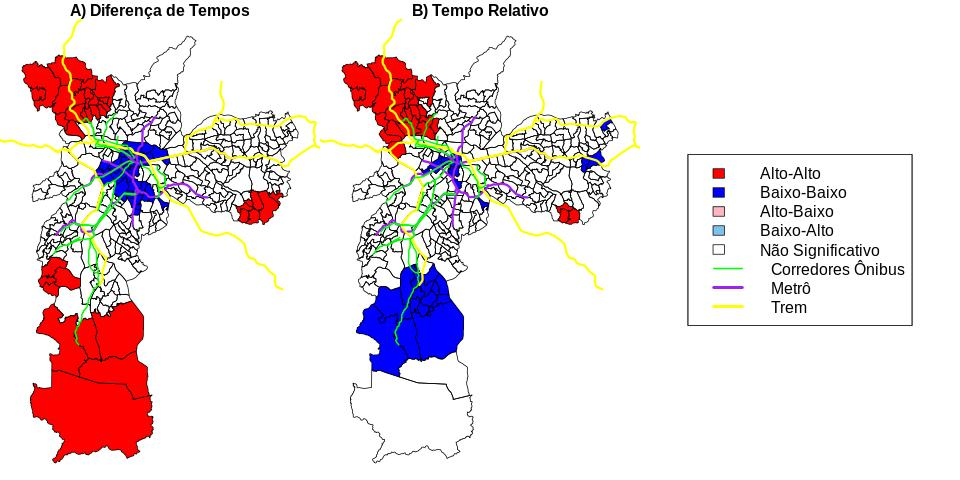 A) Diferença de Tempos
B) Tempo Relativo
Alto-Alto
Baixo-Baixo
Alto-Baixo
Baixo-Alto
Não Significativo
Corredores Ônibus
Metrô
Trem